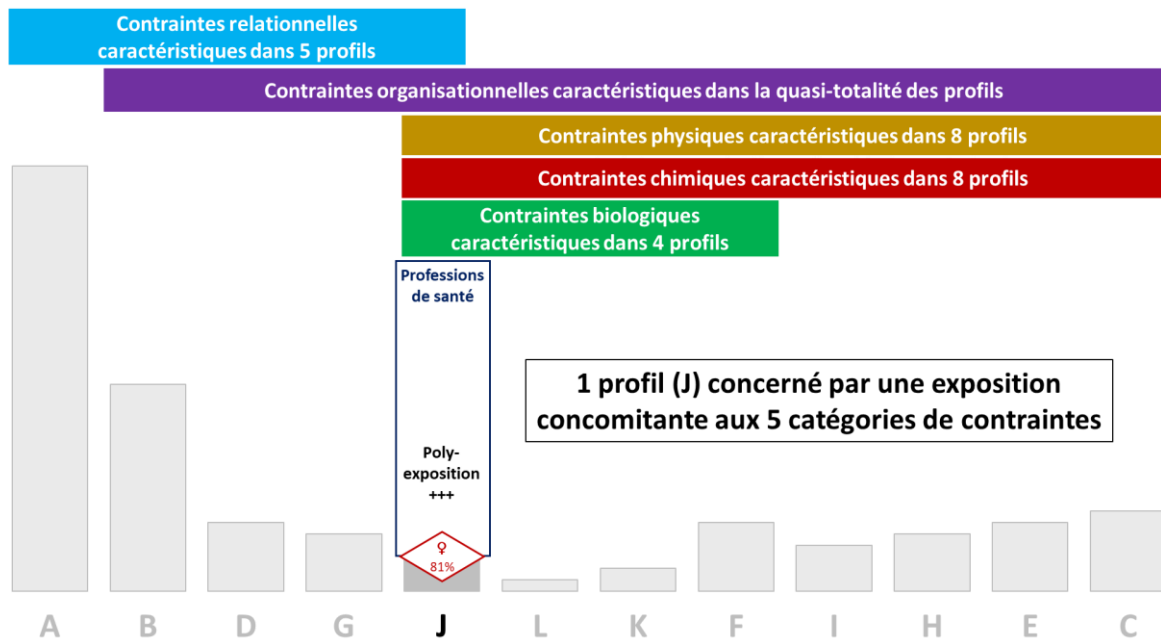 Contraintes relationnelles
caractéristiques dans 5 profils
Contraintes organisationnelles caractéristiques dans la quasi-totalité des profils
Contraintes physiques caractéristiques dans 8 profils
Contraintes chimiques caractéristiques dans 8 profils
Contraintes biologiques
caractéristiques dans 4 profils
Professions
de santé
1 profil (J) concerné par une exposition
concomitante aux 5 catégories de contraintes
Poly-
exposition
+++
♀
81%
A B D G J L K F I H E C